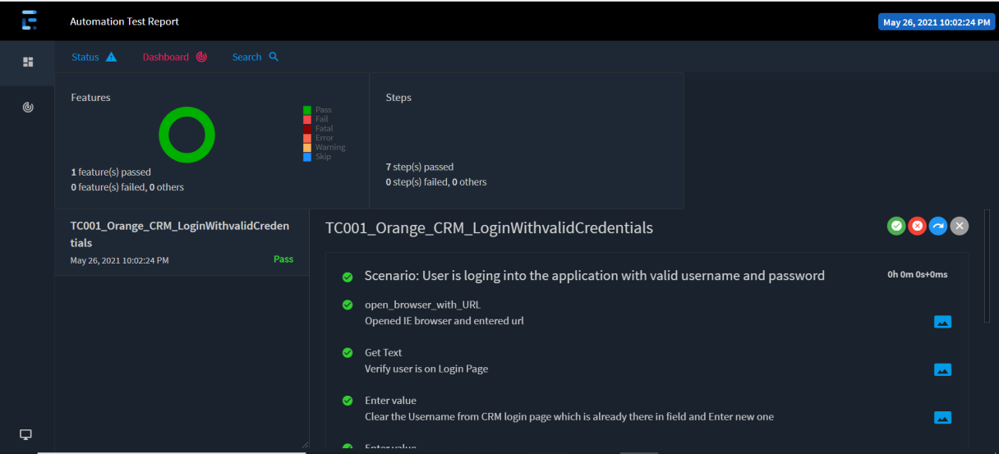 Automation Test Report
May 26, 2021 10:02:24 PM
Status
Dashboard
Search
Features
Pass
Fail
Fatal
Error
Warning
Skip
1 feature(s) passed
0 feature(s) failed, 0 others
Steps
7 step(s) passed
0 step(s) failed, 0 others
TC001_Orange_CRM_LoginWithvalidCreden
tials
May 26, 2021 10:02:24 PM
Pass
TC001_Orange_CRM_LoginWithvalidCredentials
Scenario: User is loging into the application with valid username and password
0h 0m 0s+0ms
open_browser_with_URL
Opened IE browser and entered url
Get Text
Verify user is on Login Page
Enter value
Clear the Username from CRM login page which is already there in field and Enter new one
Enter value